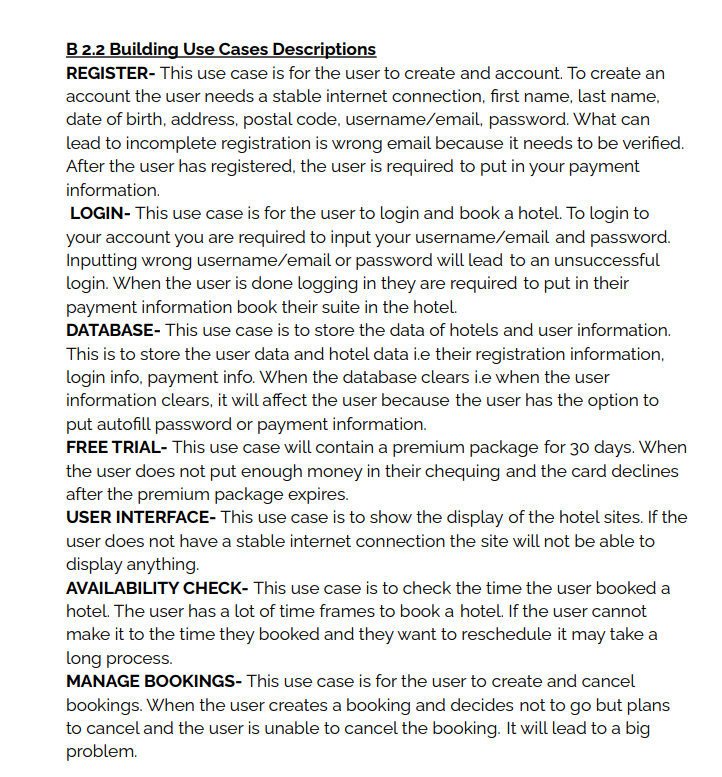 B 2.2 Building Use Cases Descriptions
REGISTER- This use case is for the user to create and account. To create an
account the user needs a stable internet connection, first name, last name,
date of birth, address, postal code, username/email, password. What can
lead to incomplete registration is wrong email because it needs to be verified.
After the user has registered, the user is required to put in your payment
information.
LOGIN- This use case is for the user to login and book a hotel. To login to
your account you are required to input your username/email and password.
Inputting wrong username/email or password will lead to an unsuccessful
login. When the user is done logging in they are required to put in their
payment information book their suite in the hotel.
DATABASE- This use case is to store the data of hotels and user information.
This is to store the user data and hotel data i.e their registration information,
login info, payment info. When the database clears i.e when the user
information clears, it will affect the user because the user has the option to
put autofill password or payment information.
FREE TRIAL- This use case will contain a premium package for 30 days. When
the user does not put enough money in their chequing and the card declines
after the premium package expires.
USER INTERFACE- This use case is to show the display of the hotel sites. If the
user does not have a stable internet connection the site will not be able to
display anything.
AVAILABILITY CHECK- This use case is to check the time the user booked a
hotel. The user has a lot of time frames to book a hotel. If the user cannot
make it to the time they booked and they want to reschedule it may take a
long process.
MANAGE BOOKINGS- This use case is for the user to create and cancel
bookings. When the user creates a booking and decides not to go but plans
to cancel and the user is unable to cancel the booking. It will lead to a big
problem.